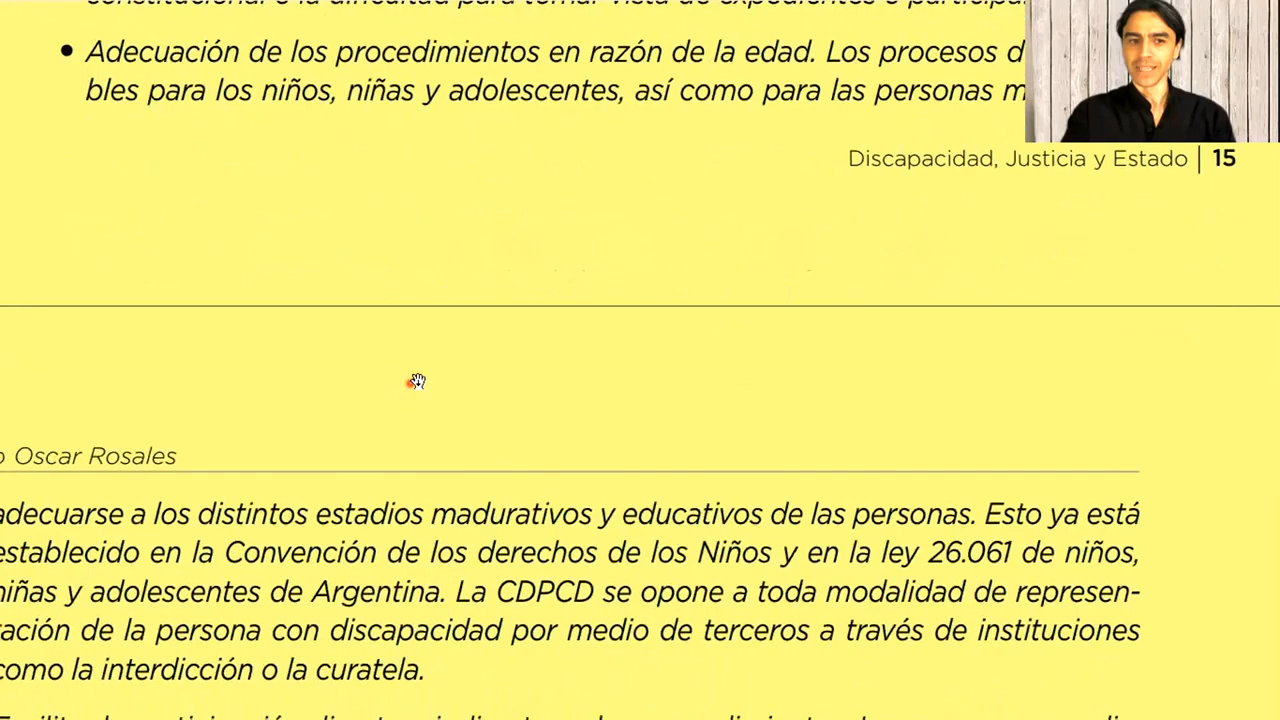 Adecuación de los procedimientos en razón de la edad. Los procesos d
bles para los niños, niñas y adolescentes, así como para las personas m
Discapacidad, Justicia y Estado | 15
o Oscar Rosales
adecuarse a los distintos estadios madurativos y educativos de las personas. Esto ya está
establecido en la Convención de los derechos de los Niños y en la ley 26.061 de niños,
niñas y adolescentes de Argentina. La CDPCD se opone a toda modalidad de represen-
tación de la persona con discapacidad por medio de terceros a través de instituciones
como la interdicción o la curatela.